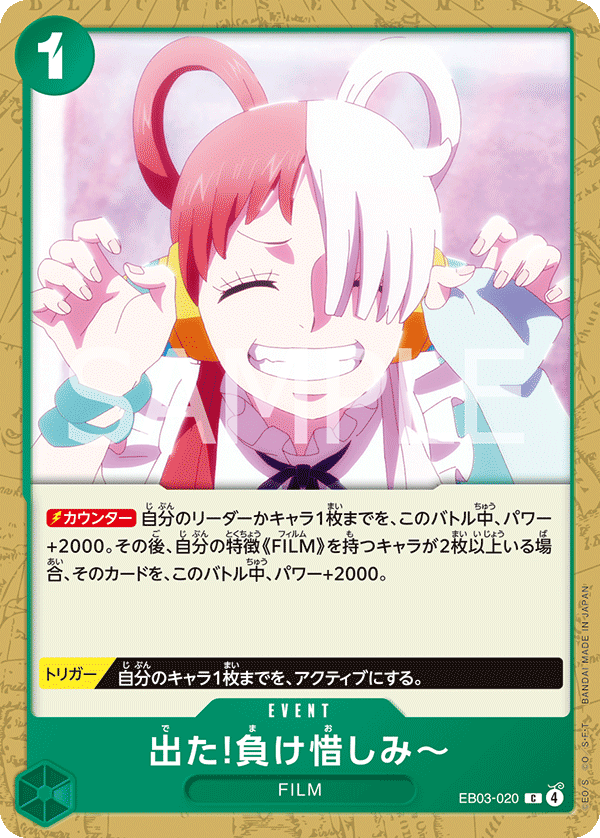 1
SAMPLE
カウンター 自分のリーダーかキャラ1枚までを、このバトル中、パワー
+2000。その後、自分の特徴《FILM》を持つキャラが2枚以上いる場
合、そのカードを、このバトル中、パワー+2000。
トリガー 自分のキャラ1枚までを、アクティブにする。
EVENT
出た!負け惜しみ～
FILM
EB03-020 C 4
©E.O. ©O. S・F・T BANDAI MADE IN JAPAN